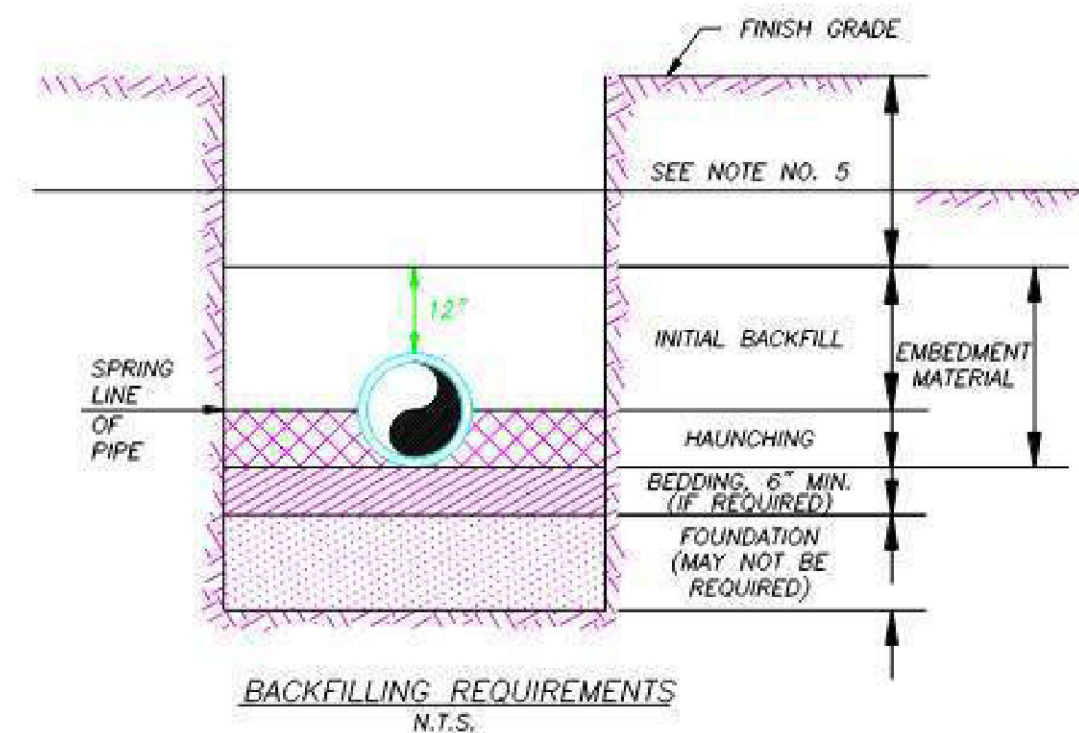 FINISH GRADE
SEE NOTE NO. 5
12"
INITIAL BACKFILL
EMBEDMENT
MATERIAL
SPRING
LINE
OF
PIPE
HAUNCHING
BEDDING, 6" MIN.
(IF REQUIRED)
FOUNDATION
(MAY NOT BE
REQUIRED)
BACKFILLING REQUIREMENTS
N.T.S.